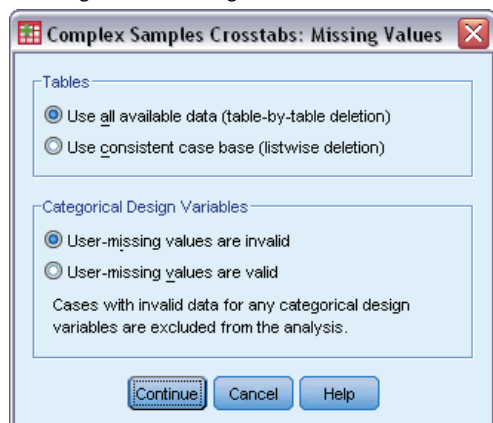 Complex Samples Crosstabs: Missing Values
Tables
Use all available data (table-by-table deletion)
Use consistent case base (listwise deletion)
Categorical Design Variables
User-missing values are invalid
User-missing values are valid
Cases with invalid data for any categorical design
variables are excluded from the analysis.
Continue Cancel Help